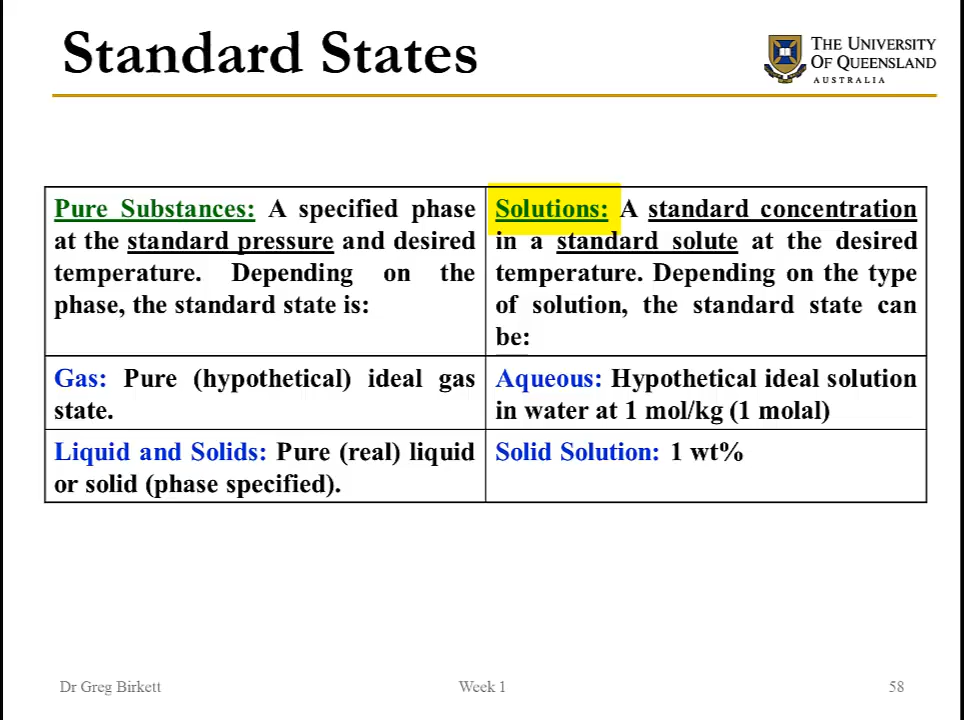 Standard States
THE UNIVERSITY
OF QUEENSLAND
AUSTRALIA
Pure Substances: A specified phase
at the standard pressure and desired
temperature. Depending on the
phase, the standard state is:
Solutions: A standard concentration
in a standard solute at the desired
temperature. Depending on the type
of solution, the standard state can
be:
Gas: Pure (hypothetical) ideal gas
state.
Aqueous: Hypothetical ideal solution
in water at 1 mol/kg (1 molal)
Liquid and Solids: Pure (real) liquid
or solid (phase specified).
Solid Solution: 1 wt%
Dr Greg Birkett
Week 1
58